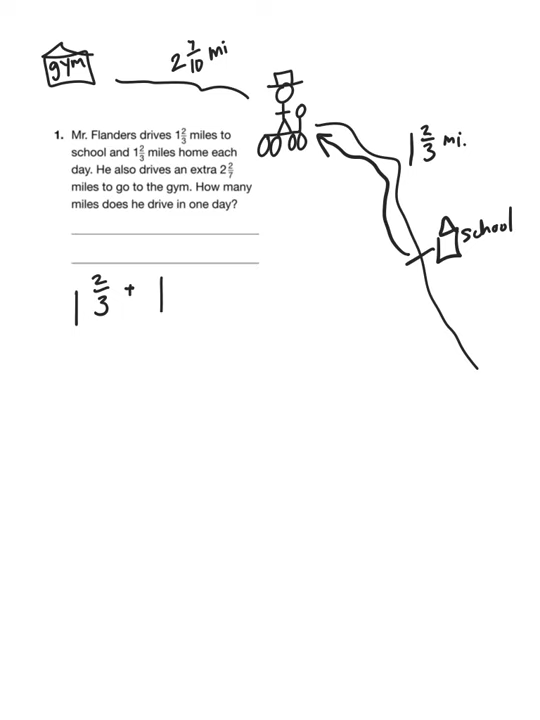 gym
2 7/10 mi
1. Mr. Flanders drives 1 2/3 miles to
school and 1 2/3 miles home each
day. He also drives an extra 2 2/7
miles to go to the gym. How many
miles does he drive in one day?
1 2/3 mi.
school
1 2/3 + 1